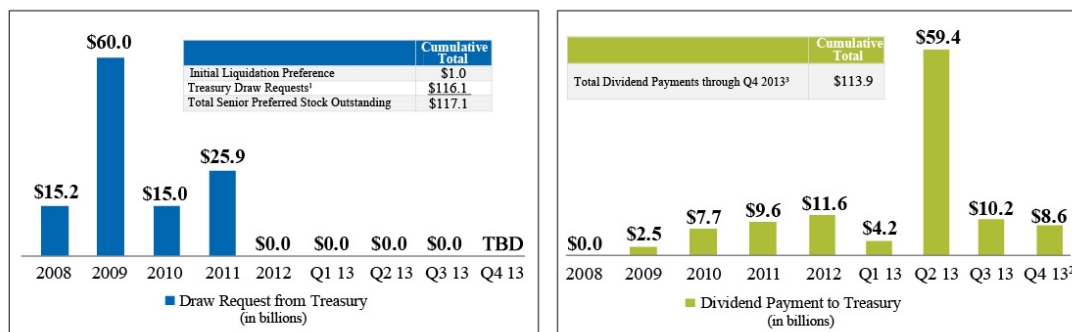 $15.2
$60.0
$15.0
$25.9
$0.0 $0.0 $0.0 $0.0 TBD
2008 2009 2010 2011 2012 Q1 13 Q2 13 Q3 13 Q4 13
Cumulative
Total
Initial Liquidation Preference $1.0
Treasury Draw Requests¹ $116.1
Total Senior Preferred Stock Outstanding $117.1
Draw Request from Treasury
(in billions)
Cumulative
Total
Total Dividend Payments through Q4 2013³ $113.9
$0.0
$2.5
$7.7
$9.6
$11.6
$4.2
$59.4
$10.2
$8.6
2008 2009 2010 2011 2012 Q1 13 Q2 13 Q3 13 Q4 13²
Dividend Payment to Treasury
(in billions)